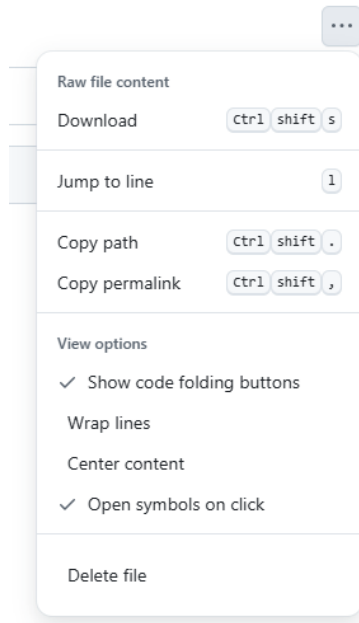 Raw file content
Download Ctrl shift s
Jump to line l
Copy path Ctrl shift .
Copy permalink Ctrl shift ,
View options
✓ Show code folding buttons
Wrap lines
Center content
✓ Open symbols on click
Delete file